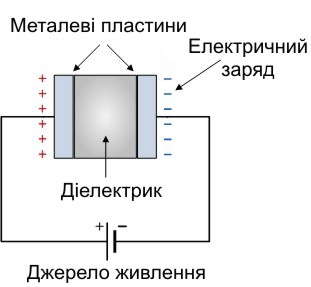 Металеві пластини
Електричний
заряд
Діелектрик
Джерело живлення